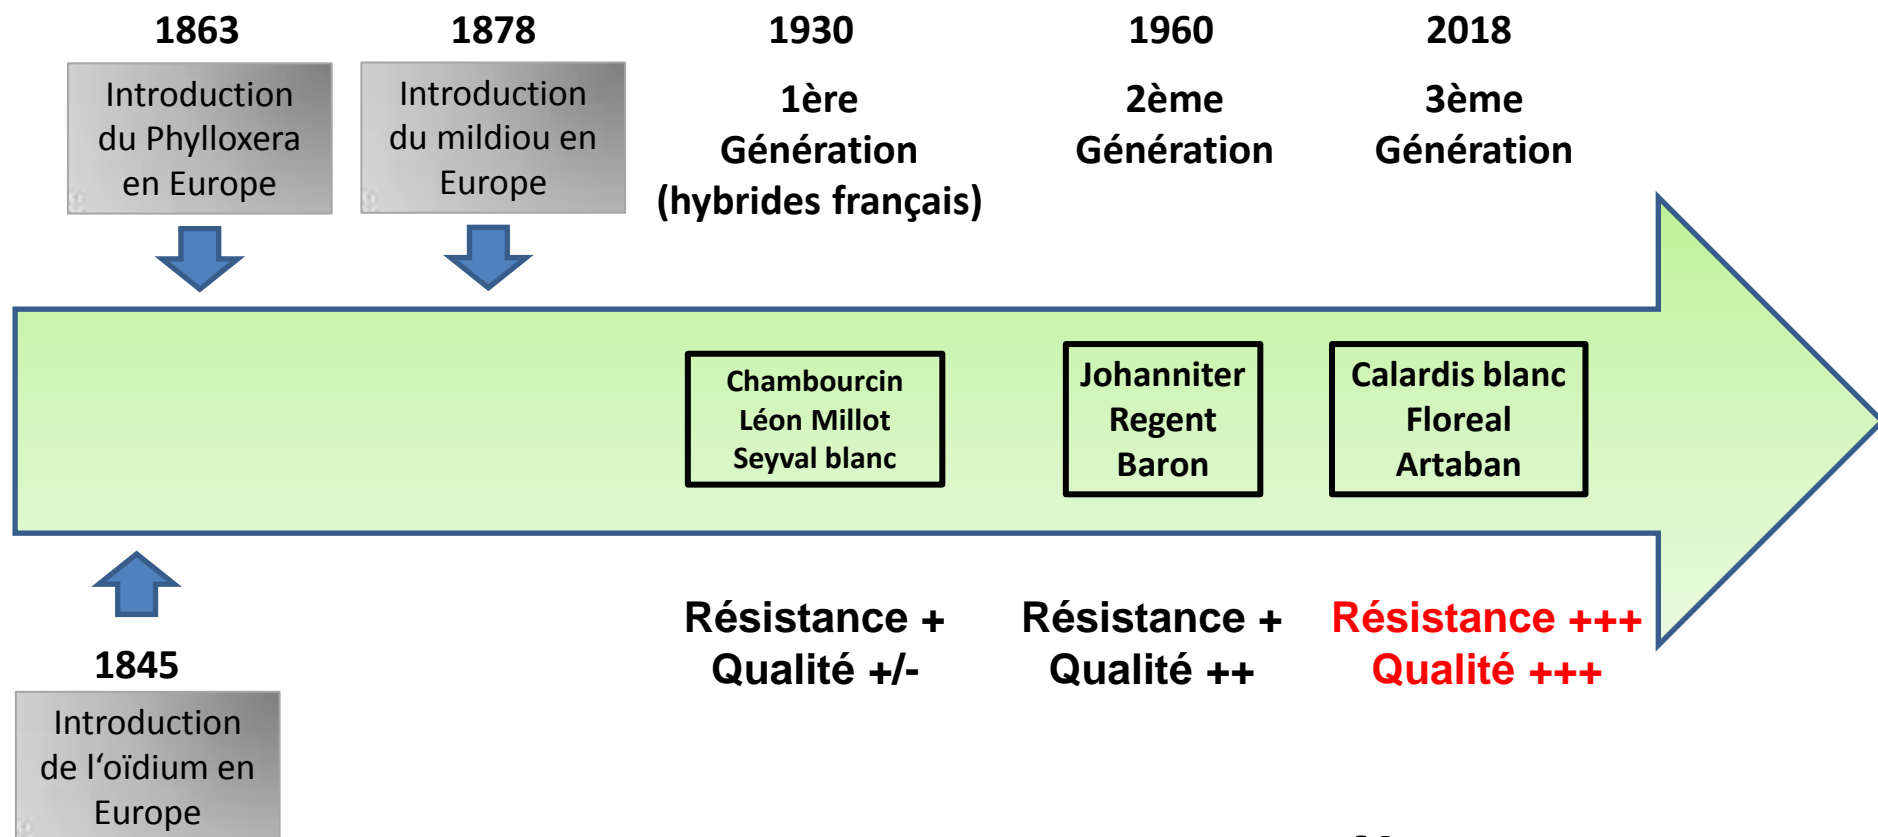 1863
Introduction
du Phylloxera
en Europe
1878
Introduction
du mildiou en
Europe
1930
1ère
Génération
(hybrides français)
1960
2ème
Génération
2018
3ème
Génération
Chambourcin
Léon Millot
Seyval blanc
Johanniter
Regent
Baron
Calardis blanc
Floreal
Artaban
Résistance +
Qualité +/-
Résistance +
Qualité ++
Résistance +++
Qualité +++
1845
Introduction
de l‘oïdium en
Europe